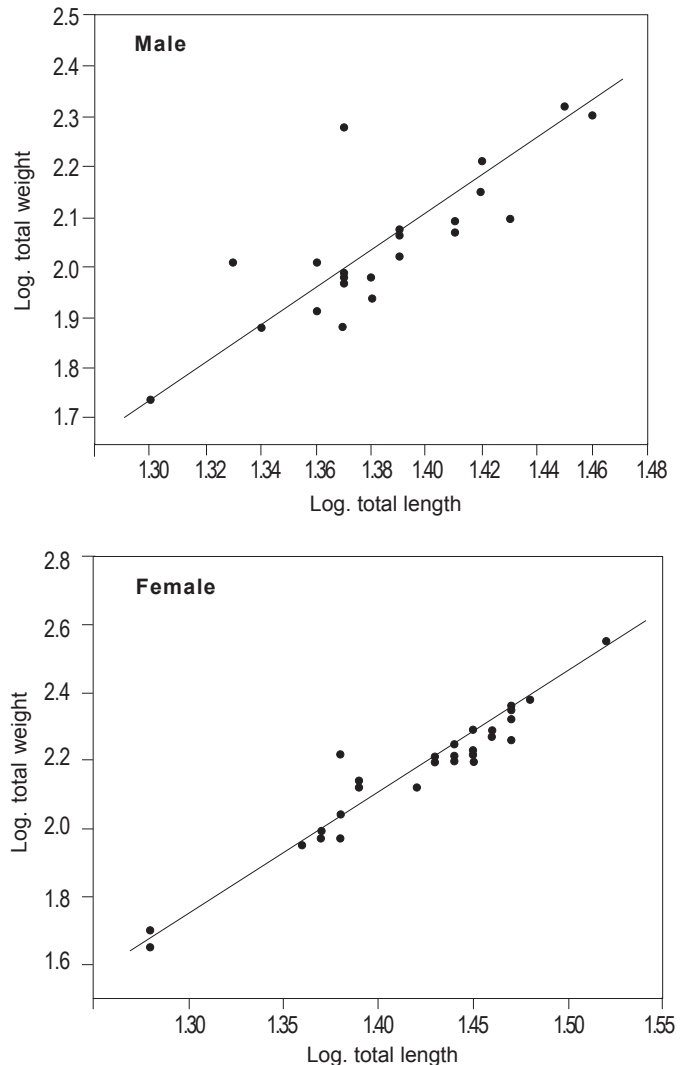 Male
Log. total weight
2.5
2.4
2.3
2.2
2.1
2.0
1.9
1.8
1.7
1.30 1.32 1.34 1.36 1.38 1.40 1.42 1.44 1.46 1.48
Log. total length
Female
Log. total weight
2.8
2.6
2.4
2.2
2.0
1.8
1.6
1.30 1.35 1.40 1.45 1.50 1.55
Log. total length